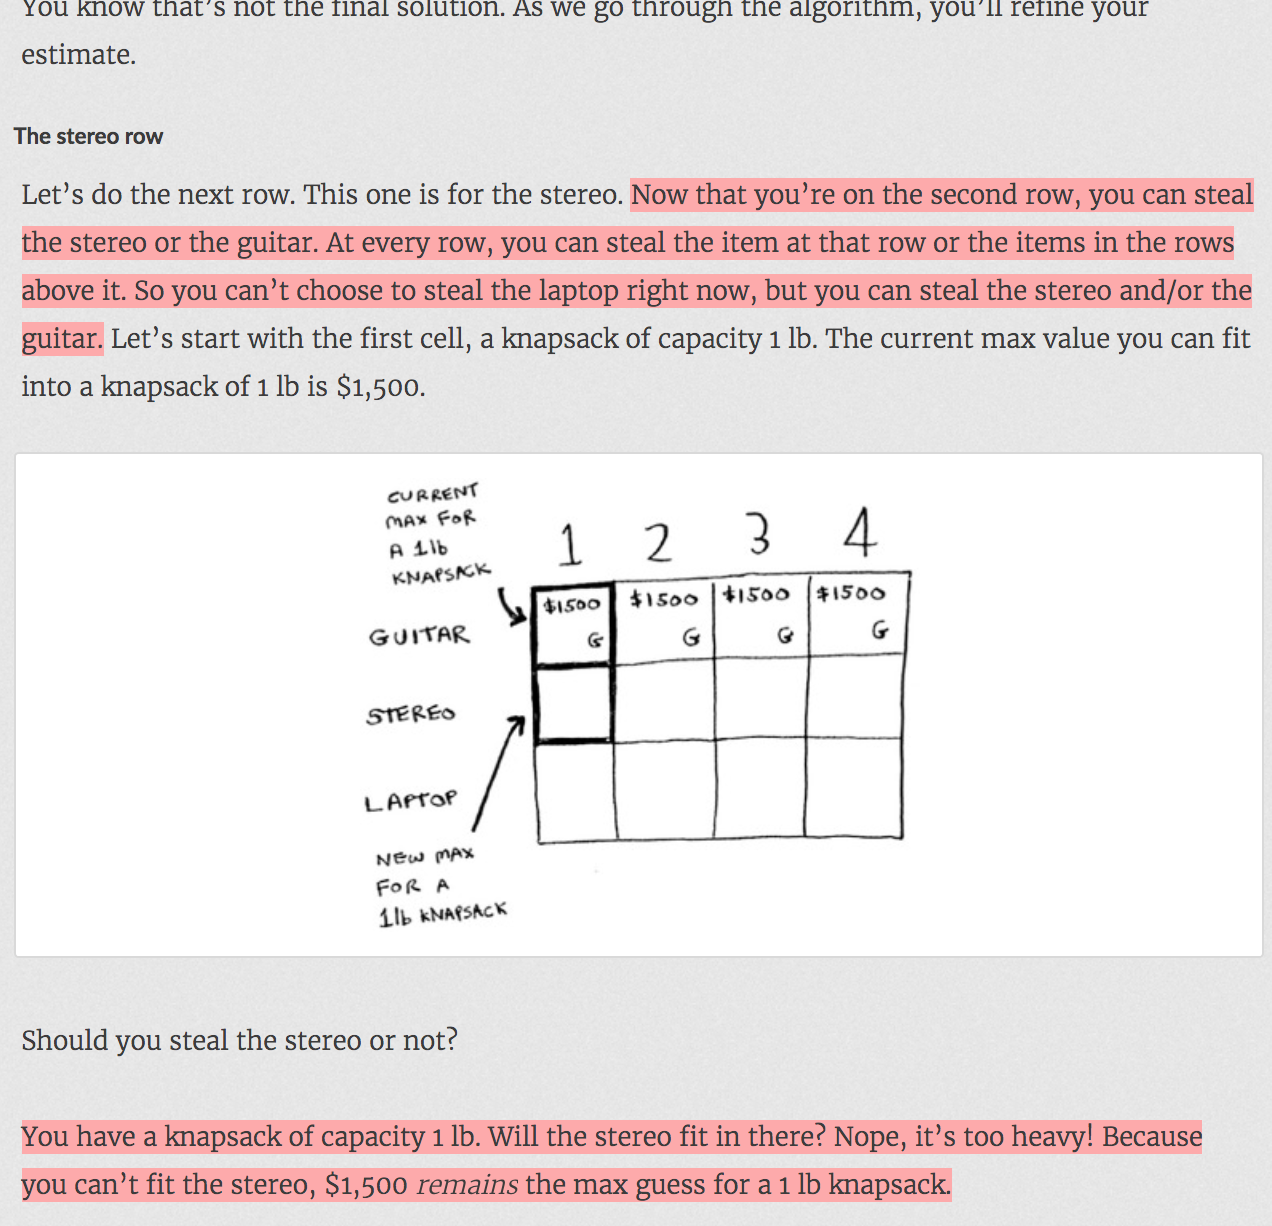 You know that's not the final solution. As we go through the algorithm, you'll refine your
estimate.
The stereo row
Let's do the next row. This one is for the stereo. Now that you're on the second row, you can steal
the stereo or the guitar. At every row, you can steal the item at that row or the items in the rows
above it. So you can't choose to steal the laptop right now, but you can steal the stereo and/or the
guitar. Let's start with the first cell, a knapsack of capacity 1 lb. The current max value you can fit
into a knapsack of 1 lb is $1,500.
CURRENT
MAX FOR
A 1lb
KNAPSACK
1 2 3 4
$1500 $1500 $1500 $1500
GUITAR
G G G G
STEREO
LAPTOP
NEW MAX
FOR A
1lb KNAPSACK
Should you steal the stereo or not?
You have a knapsack of capacity 1 lb. Will the stereo fit in there? Nope, it's too heavy! Because
you can't fit the stereo, $1,500 remains the max guess for a 1 lb knapsack.